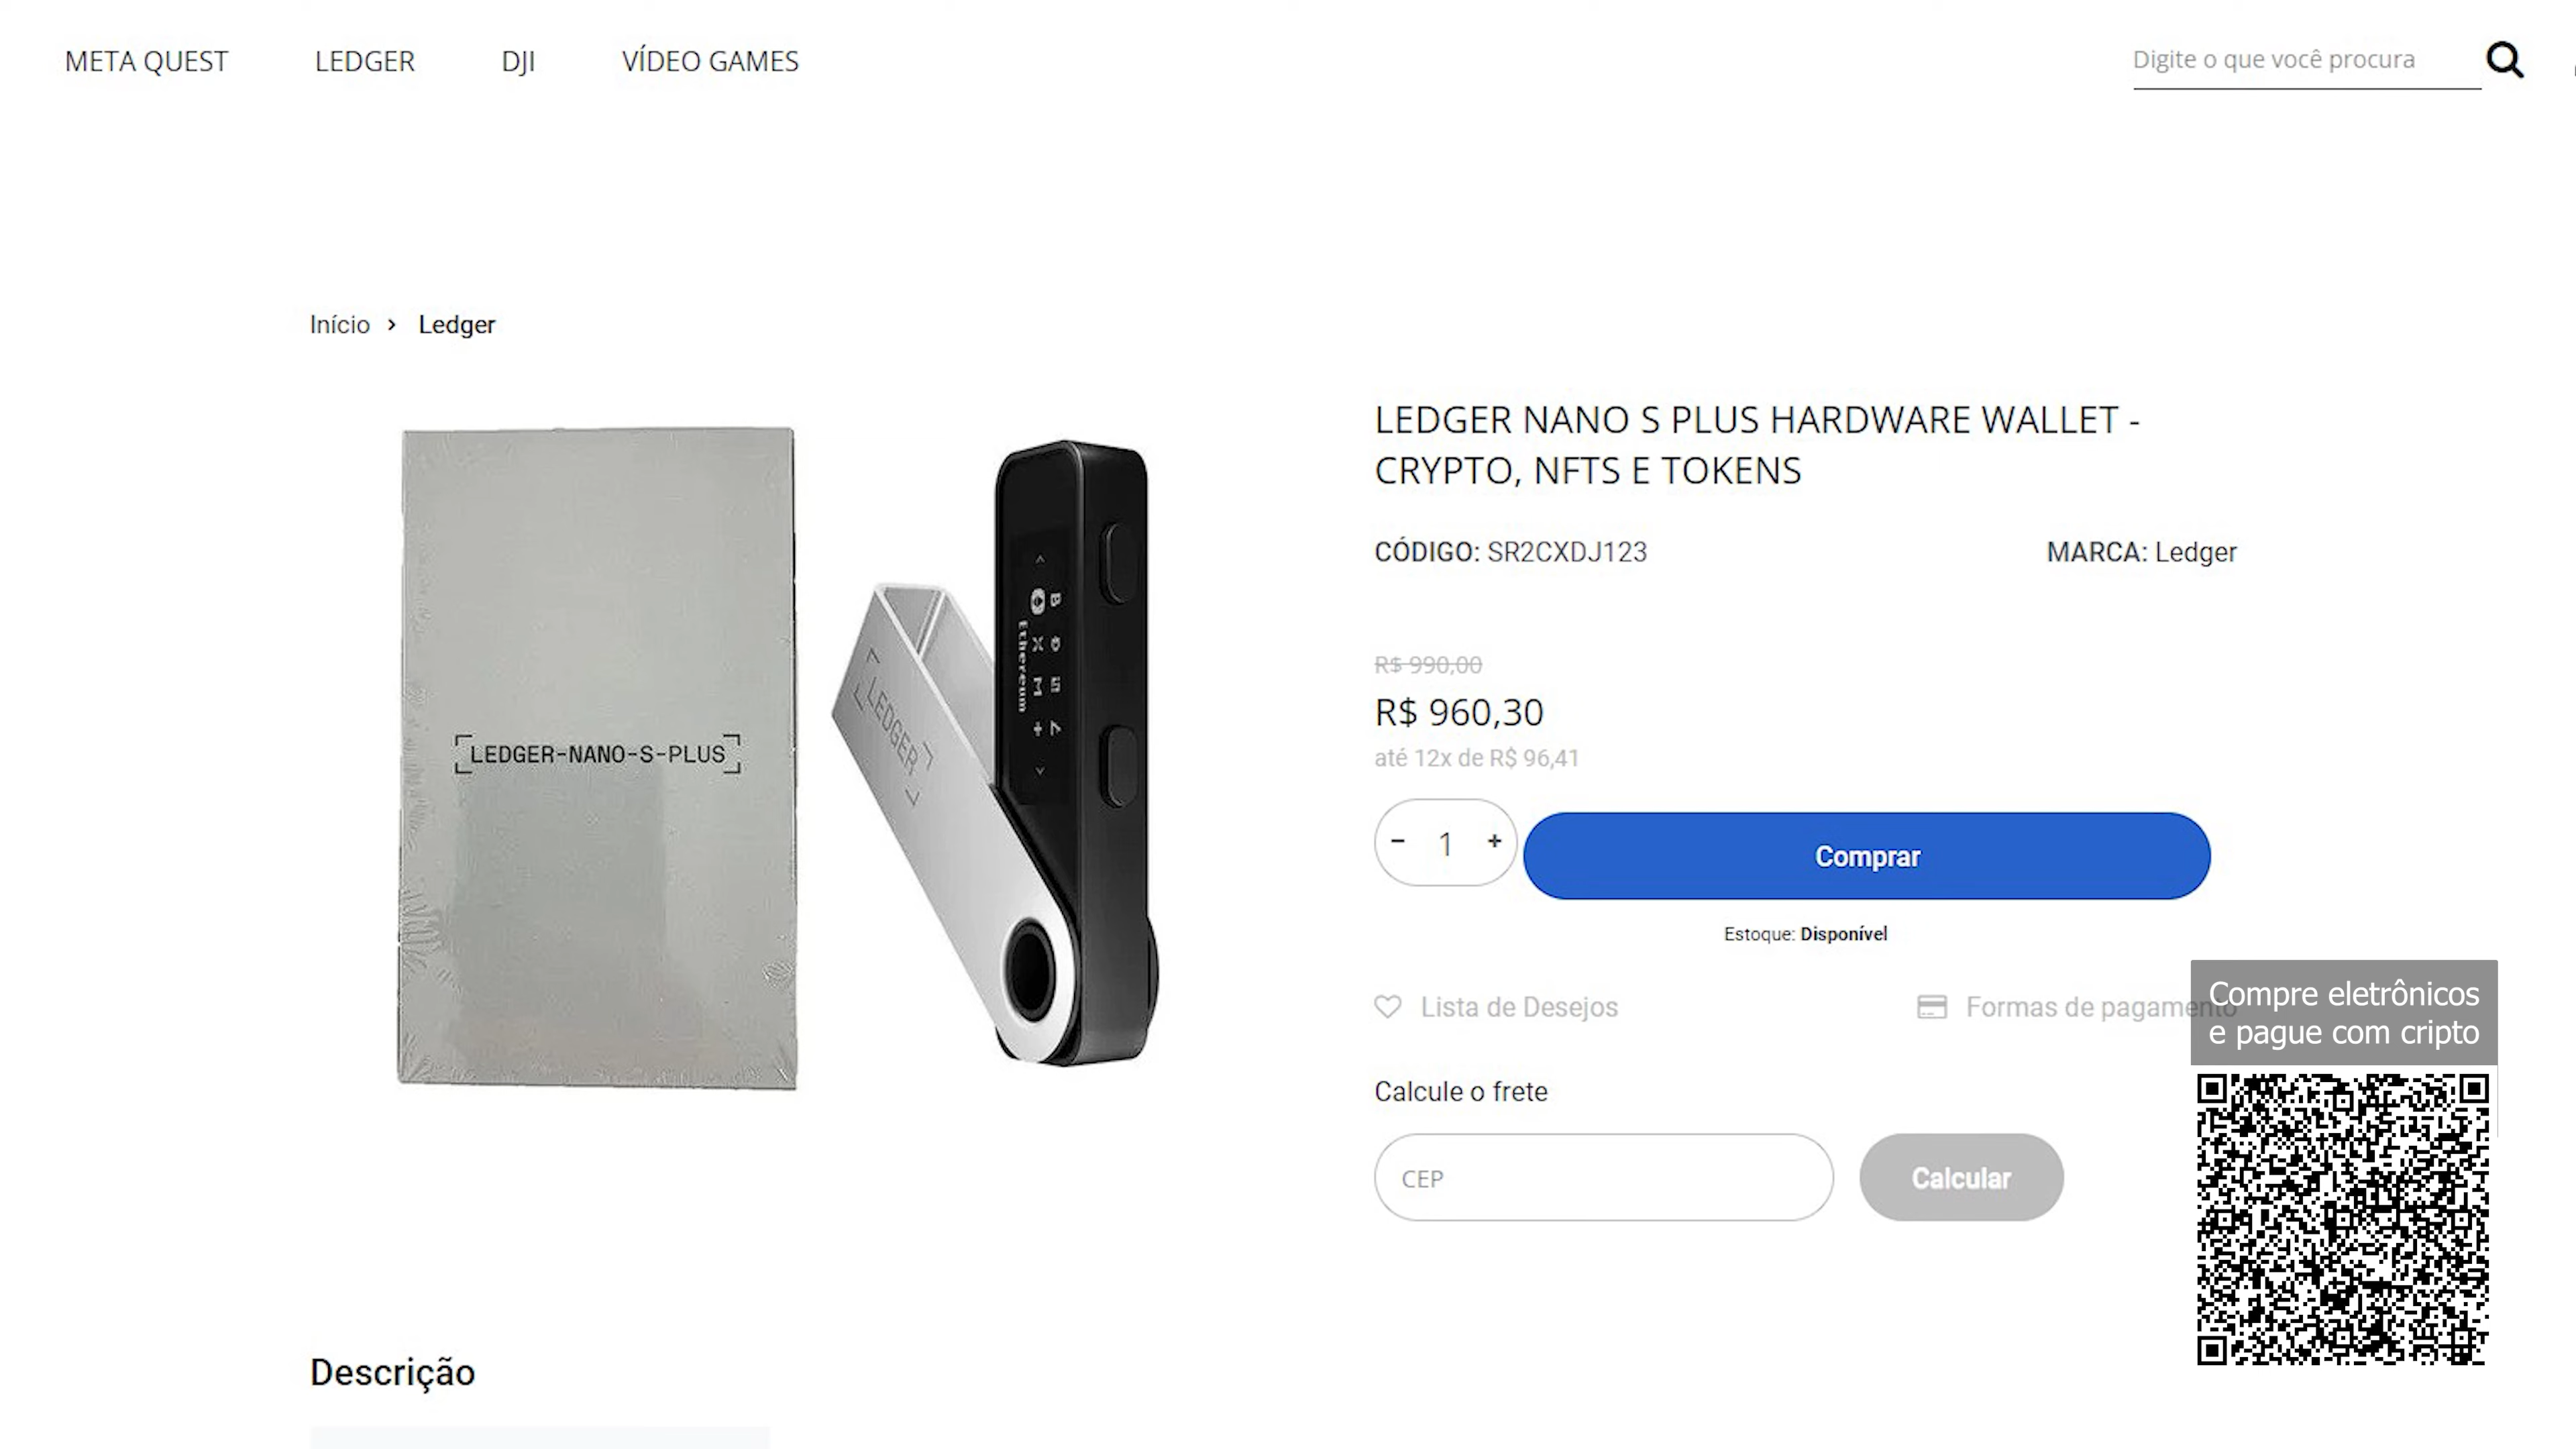 META QUEST
LEDGER
DJI
VÍDEO GAMES
Digite o que você procura
Início > Ledger
[LEDGER-NANO-S-PLUS]
LEDGER
Ethereum
LEDGER NANO S PLUS HARDWARE WALLET -
CRYPTO, NFTS E TOKENS
CÓDIGO: SR2CXDJ123
MARCA: Ledger
R$ 990,00
R$ 960,30
até 12x de R$ 96,41
- 1 +
Comprar
Estoque: Disponível
Lista de Desejos
Formas de pagamento
Compre eletrônicos
e pague com cripto
Calcule o frete
CEP
Calcular
Descrição